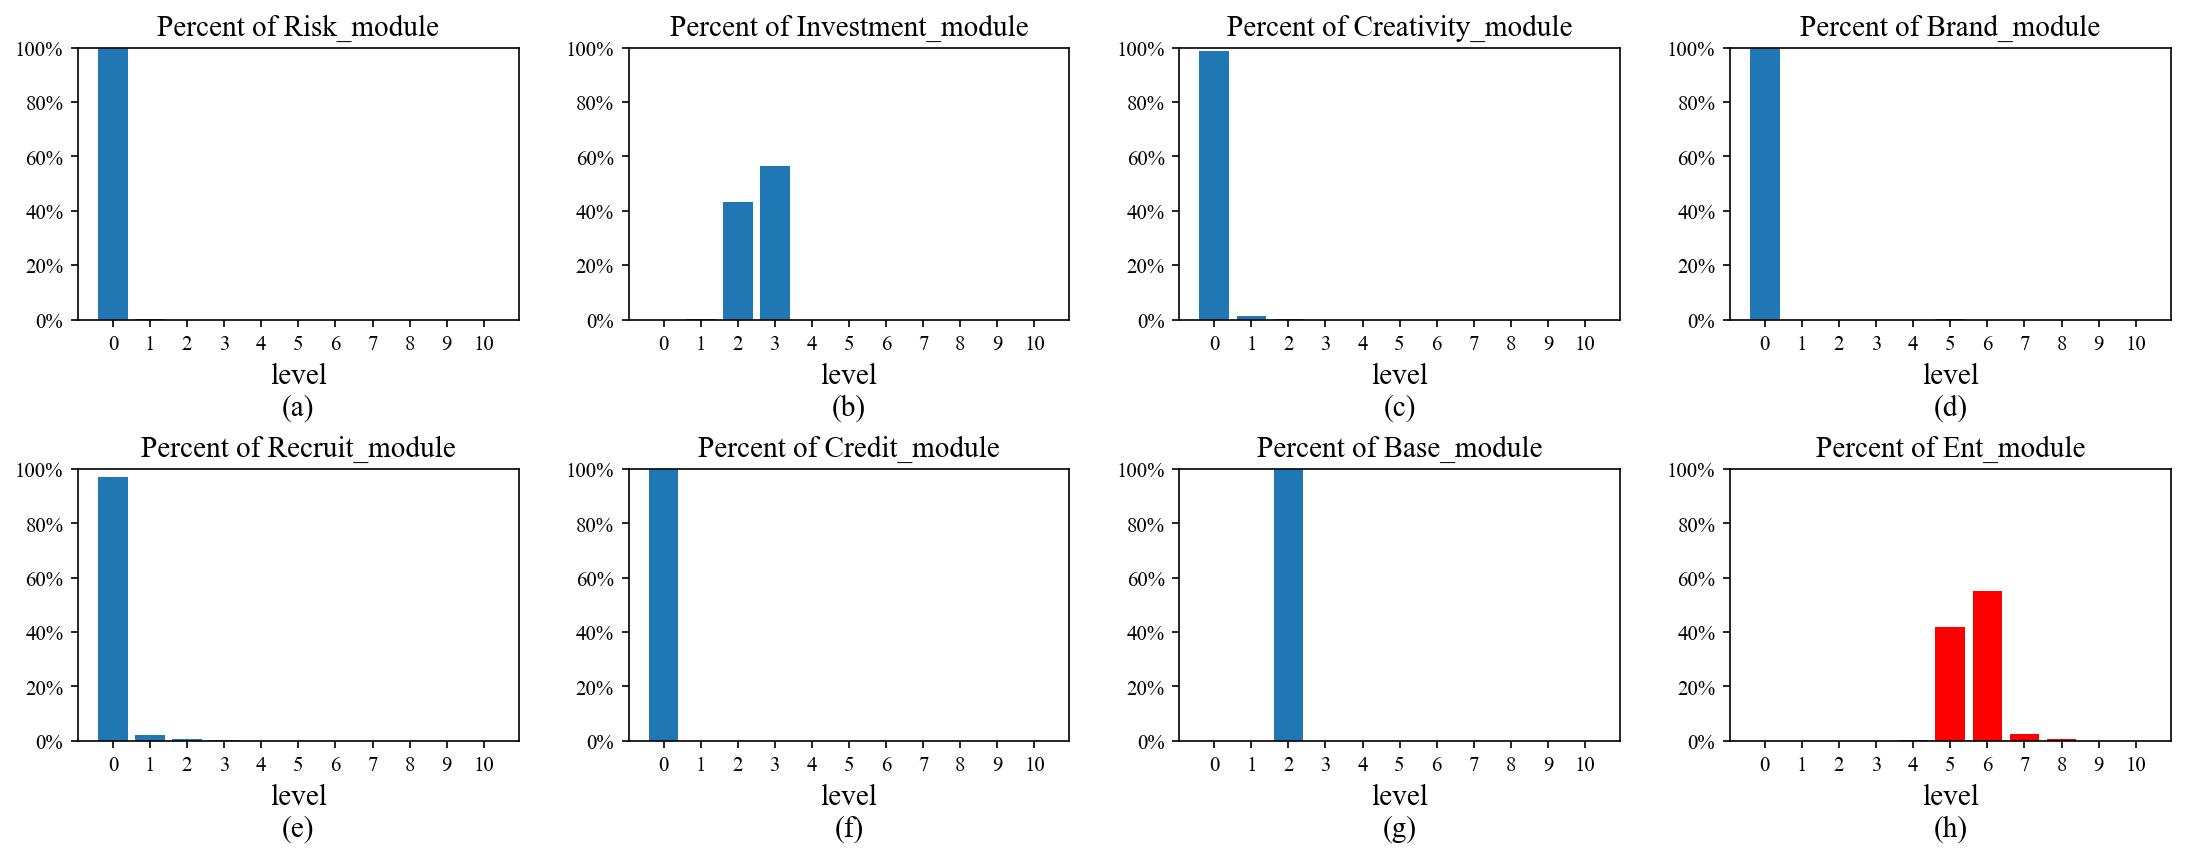 Percent of Risk_module
100%
80%
60%
40%
20%
0%
0 1 2 3 4 5 6 7 8 9 10
level
(a)
Percent of Investment_module
100%
80%
60%
40%
20%
0%
0 1 2 3 4 5 6 7 8 9 10
level
(b)
Percent of Creativity_module
100%
80%
60%
40%
20%
0%
0 1 2 3 4 5 6 7 8 9 10
level
(c)
Percent of Brand_module
100%
80%
60%
40%
20%
0%
0 1 2 3 4 5 6 7 8 9 10
level
(d)
Percent of Recruit_module
100%
80%
60%
40%
20%
0%
0 1 2 3 4 5 6 7 8 9 10
level
(e)
Percent of Credit_module
100%
80%
60%
40%
20%
0%
0 1 2 3 4 5 6 7 8 9 10
level
(f)
Percent of Base_module
100%
80%
60%
40%
20%
0%
0 1 2 3 4 5 6 7 8 9 10
level
(g)
Percent of Ent_module
100%
80%
60%
40%
20%
0%
0 1 2 3 4 5 6 7 8 9 10
level
(h)